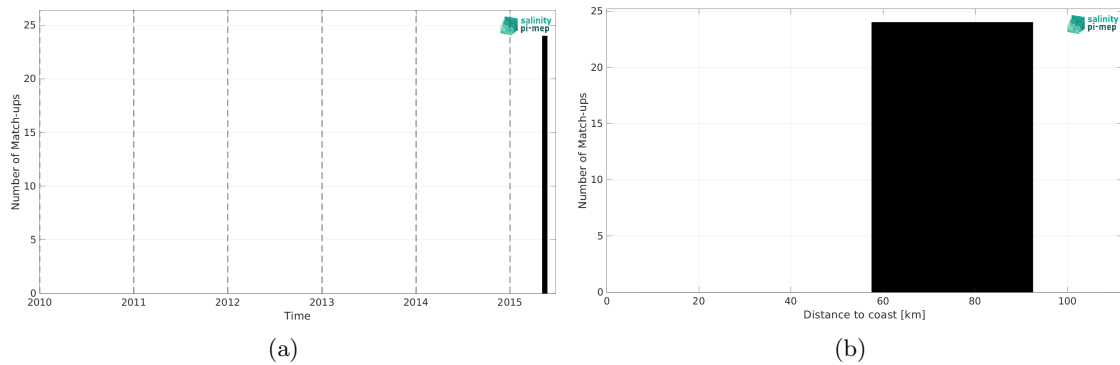 salinity
pi-mep
25
20
15
10
5
0
Number of Match-ups
2010 2011 2012 2013 2014 2015
Time
(a)
salinity
pi-mep
25
20
15
10
5
0
Number of Match-ups
0 20 40 60 80 100
Distance to coast [km]
(b)